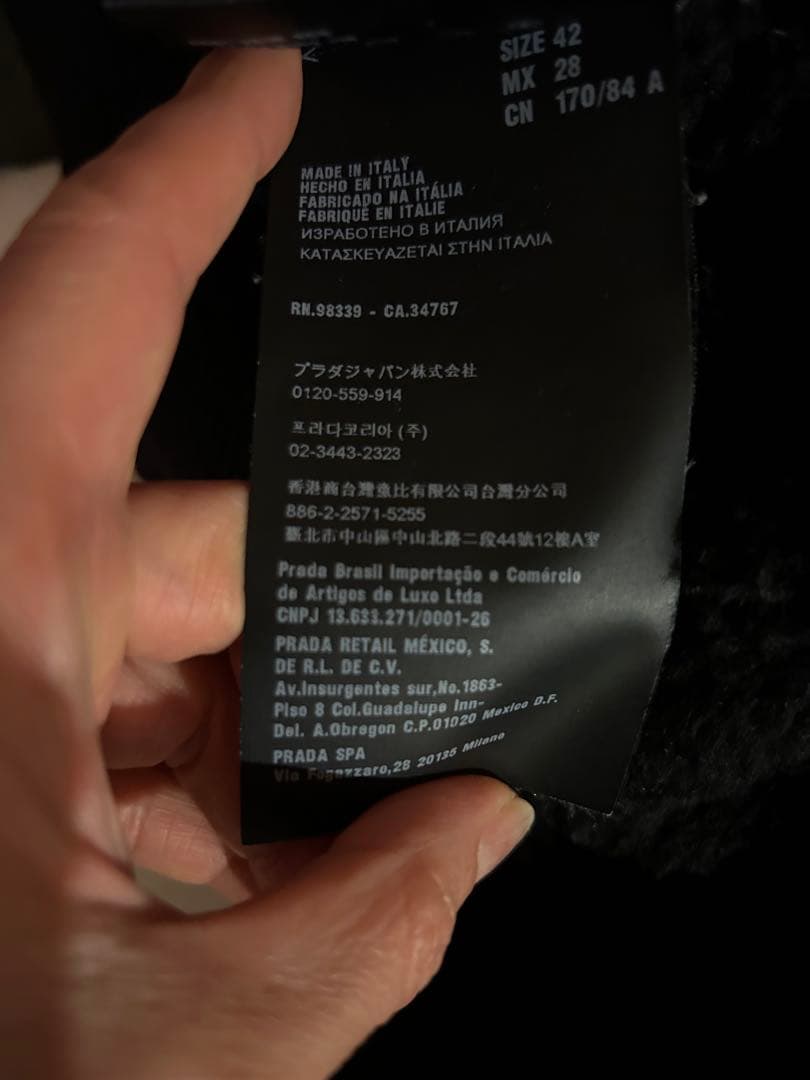 SIZE 42
MX 28
CN 170/84 A
MADE IN ITALY
HECHO EN ITALIA
FABRICADO NA ITÁLIA
FABRIQUÉ EN ITALIE
ИЗРАБОТЕНО В ИТАЛИЯ
ΚΑΤΑΣΚΕΥΑΖΕΤΑΙ ΣΤΗΝ ΙΤΑΛΙΑ
RN.98339 - CA.34767
プラダジャパン株式会社
0120-559-914
프라다코리아 (주)
02-3443-2323
香港商台灣魚比有限公司台灣分公司
886-2-2571-5255
臺北市中山區中山北路二段44號12樓A室
Prada Brasil Importação e Comércio
de Artigos de Luxo Ltda
CNPJ 13.633.271/0001-26
PRADA RETAIL MÉXICO, S.
DE R.L. DE C.V.
Av.Insurgentes sur,No.1863-
Piso 8 Col.Guadalupe Inn-
Del. A.Obregon C.P.01020 Mexico D.F.
PRADA SPA
Via Fogazzaro,28 20135 Milano